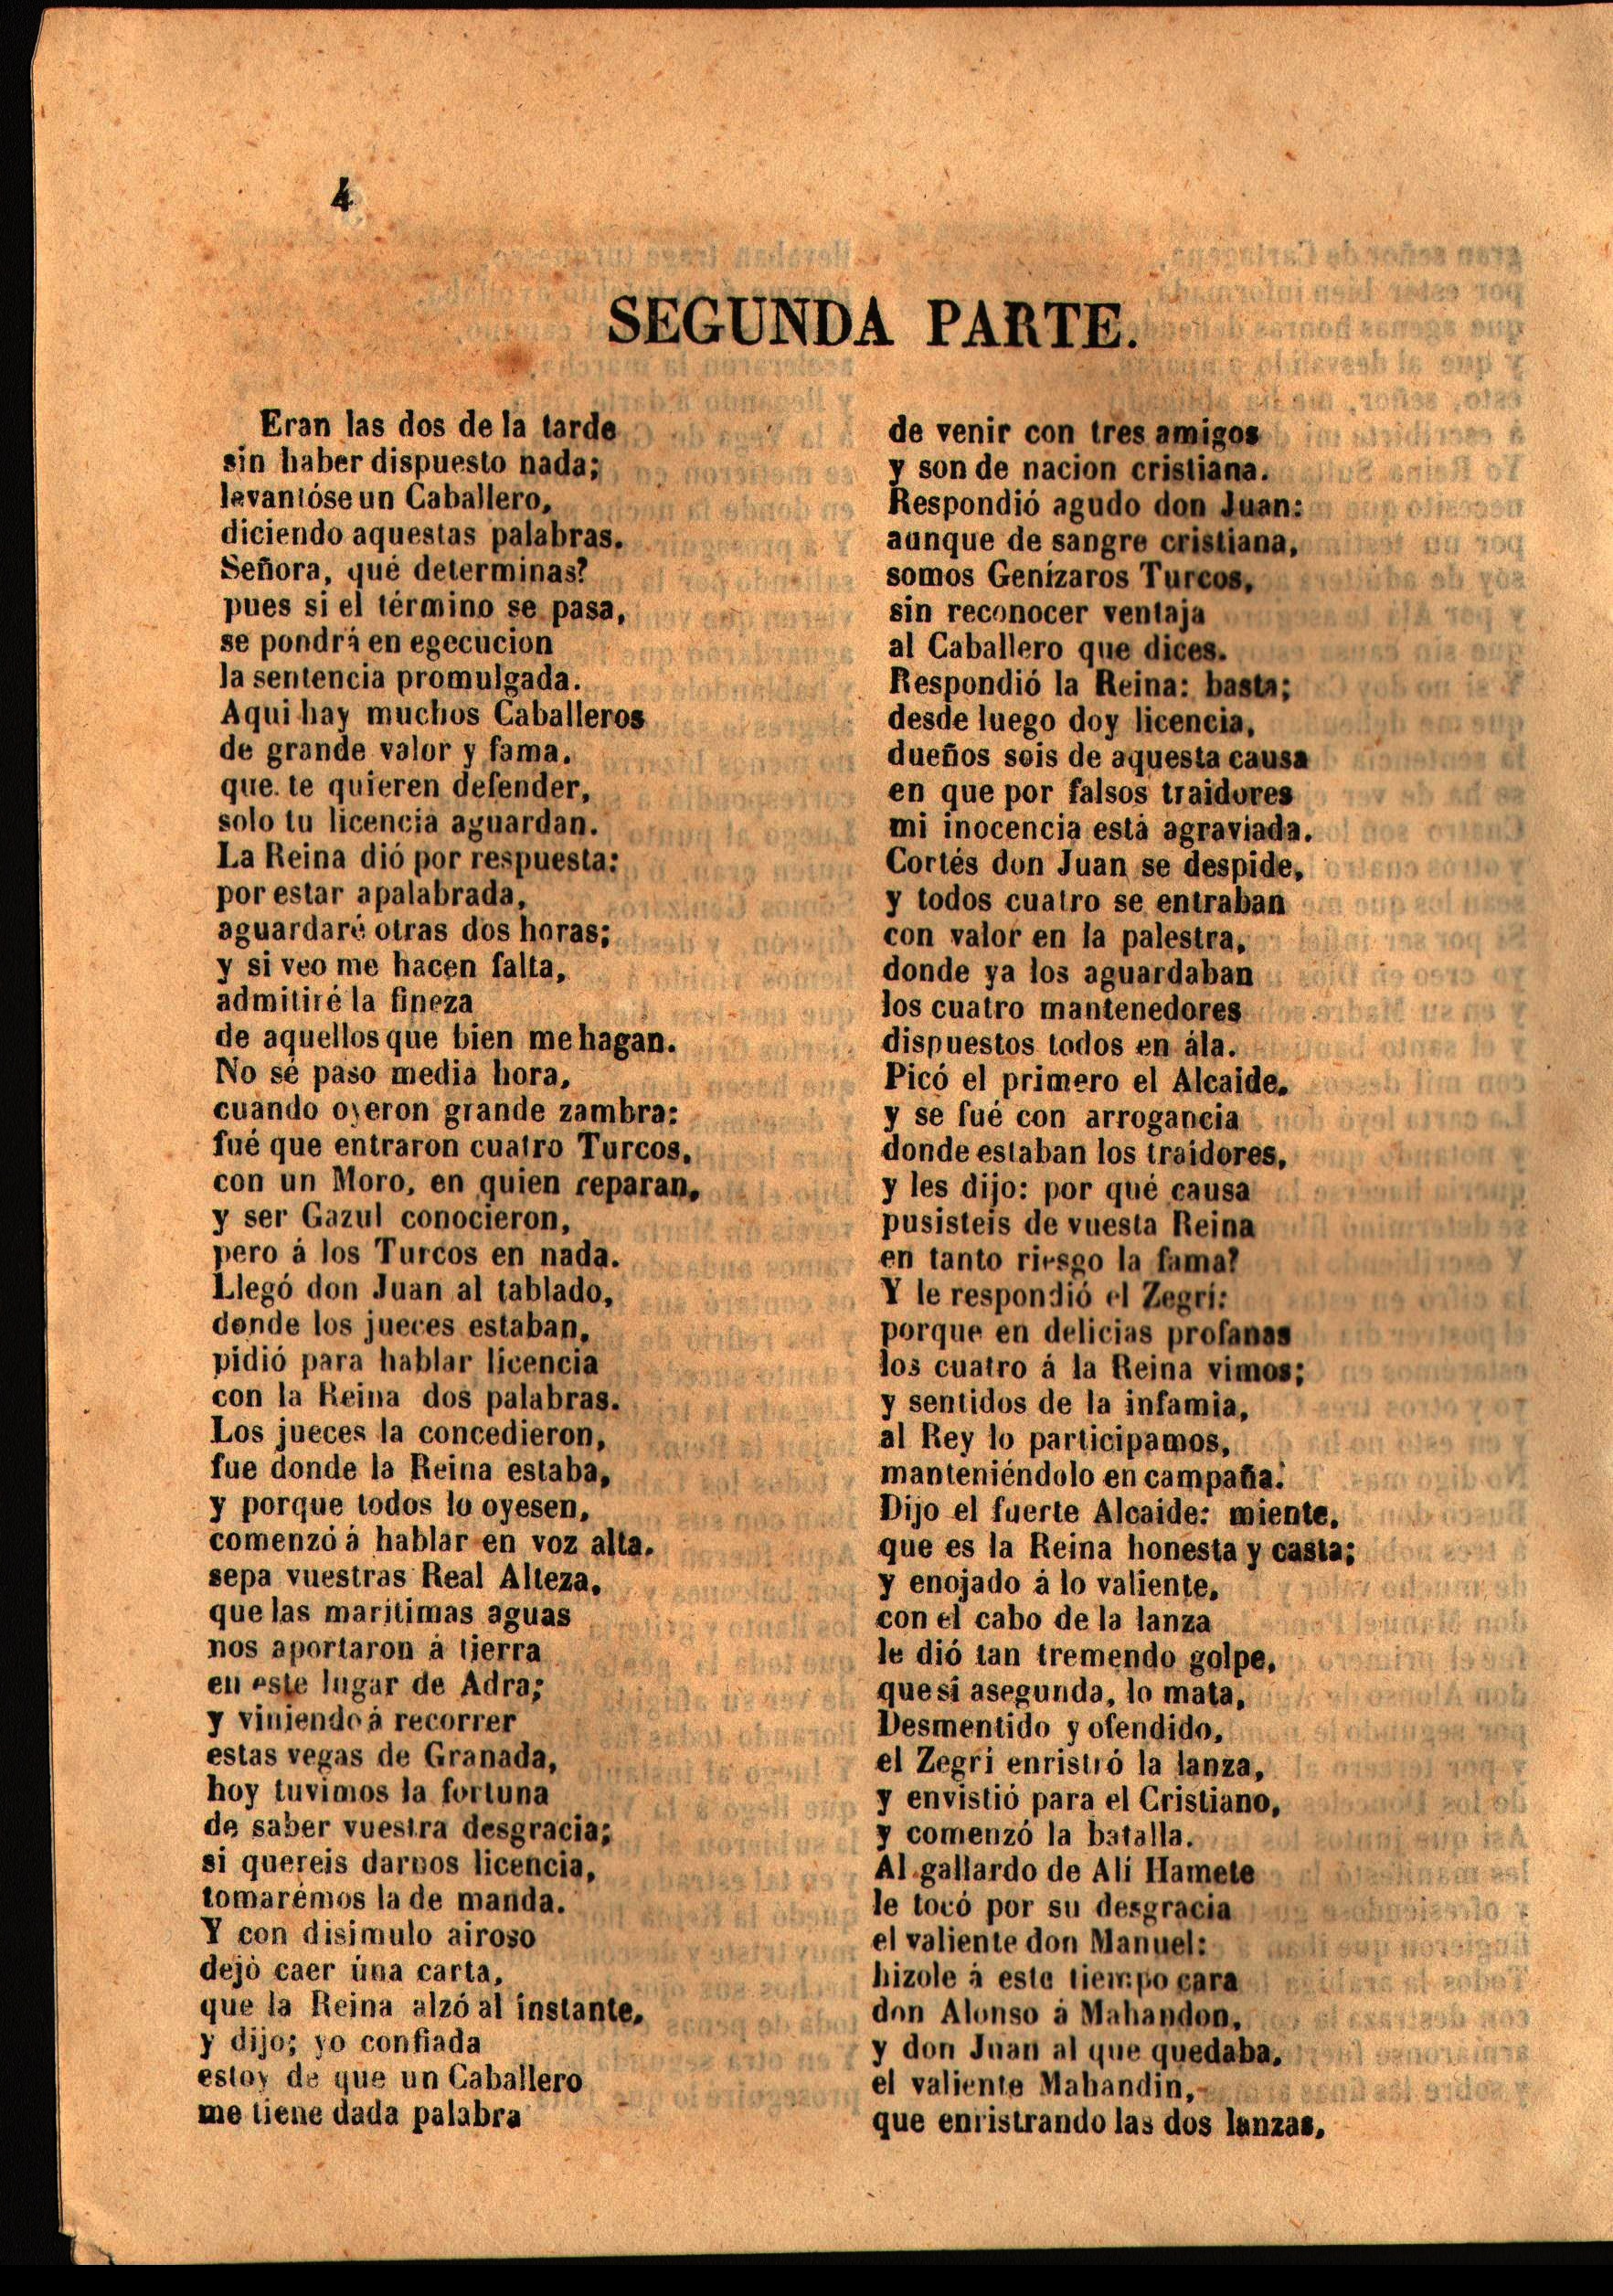 4
SEGUNDA PARTE.
Eran las dos de la tarde
sin haber dispuesto nada;
levantóse un Caballero,
diciendo aquestas palabras.
Señora, qué determinas?
pues si el término se pasa,
se pondrá en egecucion
la sentencia promulgada.
Aqui hay muchos Caballeros
de grande valor y fama,
que te quieren defender,
solo tu licencia aguardan.
La Reina dió por respuesta:
por estar apalabrada,
aguardaré otras dos horas;
y si veo me hacen falta,
admitiré la fineza
de aquellos que bien me hagan.
No se paso media hora,
cuando oyeron grande zambra:
fué que entraron cuatro Turcos,
con un Moro, en quien reparan,
y ser Gazul conocieron,
pero á los Turcos en nada.
Llegó don Juan al tablado,
donde los jueces estaban,
pidió para hablar licencia
con la Reina dos palabras.
Los jueces la concedieron,
fue donde la Reina estaba,
y porque todos lo oyesen,
comenzó á hablar en voz alta.
sepa vuestras Real Alteza,
que las maritimas aguas
nos aportaron á tierra
en este lugar de Adra;
y viniendo á recorrer
estas vegas de Granada,
hoy tuvimos la fortuna
de saber vuestra desgracia;
si quereis darnos licencia,
tomarémos la de manda.
Y con disimulo airoso
dejó caer una carta,
que la Reina alzó al instante,
y dijo; yo confiada
estoy de que un Caballero
me tiene dada palabra
de venir con tres amigos
y son de nacion cristiana.
Respondió agudo don Juan:
aunque de sangre cristiana,
somos Genízaros Turcos,
sin reconocer ventaja
al Caballero que dices.
Respondió la Reina: basta;
desde luego doy licencia,
dueños sois de aquesta causa
en que por falsos traidores
mi inocencia está agraviada.
Cortés don Juan se despide,
y todos cuatro se entraban
con valor en la palestra,
donde ya los aguardaban
los cuatro mantenedores
dispuestos todos en ála.
Picó el primero el Alcaide,
y se fué con arrogancia
donde estaban los traidores,
y les dijo: por qué causa
pusisteis de vuesta Reina
en tanto riesgo la fama?
Y le respondió el Zegrí:
porque en delicias profanas
los cuatro á la Reina vimos;
y sentidos de la infamia,
al Rey lo participamos,
manteniéndolo en campaña.
Dijo el fuerte Alcaide: miente,
que es la Reina honesta y casta;
y enojado á lo valiente,
con el cabo de la lanza
le dió tan tremendo golpe,
que si asegunda, lo mata,
Desmentido y ofendido,
el Zegri enristró la lanza,
y envistió para el Cristiano,
y comenzó la batalla.
Al gallardo de Ali Hamete
le tocó por su desgracia
el valiente don Manuel:
hizole á este tiempo cara
don Alonso á Mahandon,
y don Juan al que quedaba,
el valiente Mahandin,
que enristrando las dos lanzas,